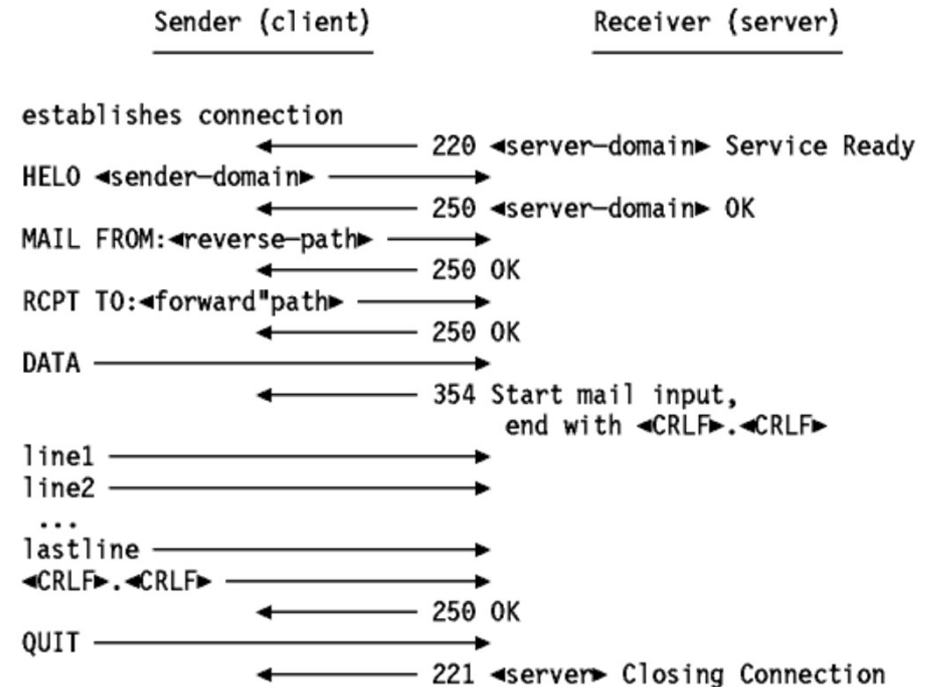 Sender (client) Receiver (server)
establishes connection
220 ◄server–domain► Service Ready
HELO ◄sender–domain►
250 ◄server–domain► OK
MAIL FROM:◄reverse–path►
250 OK
RCPT TO:◄forward"path►
250 OK
DATA
354 Start mail input,
end with ◄CRLF►.◄CRLF►
line1
line2
...
lastline
◄CRLF►.◄CRLF►
250 OK
QUIT
221 ◄server► Closing Connection